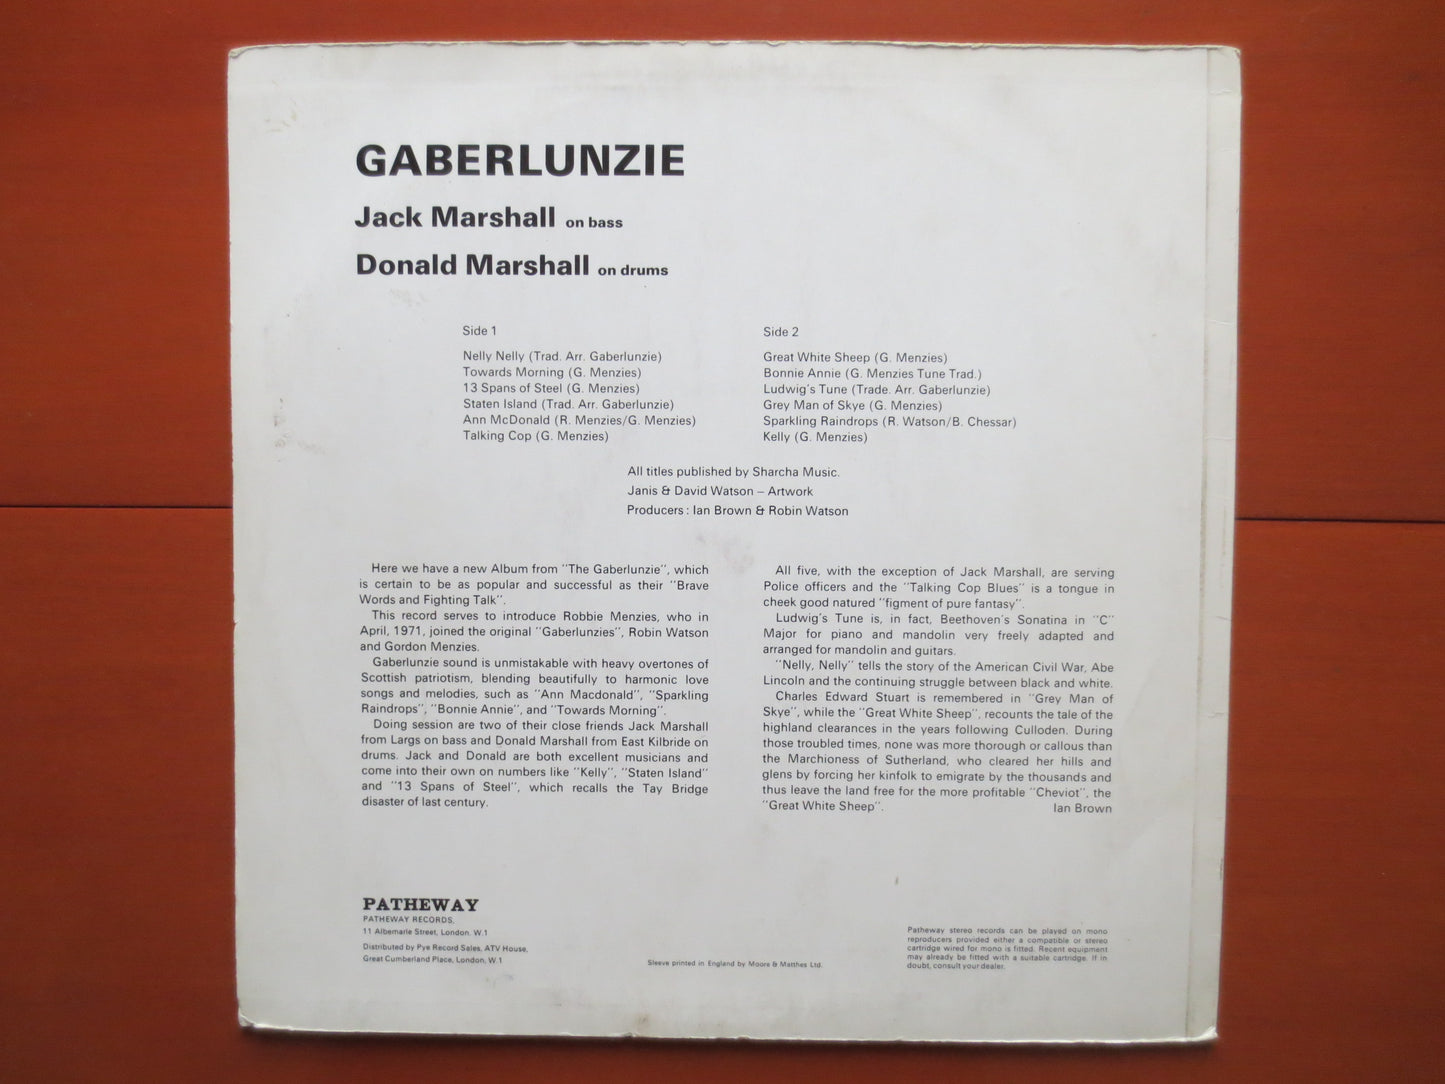 GABERLUNZIE
Jack Marshall on bass
Donald Marshall on drums
Side 1
Nelly Nelly (Trad. Arr. Gaberlunzie)
Towards Morning (G. Menzies)
13 Spans of Steel (G. Menzies)
Staten Island (Trad. Arr. Gaberlunzie)
Ann McDonald (R. Menzies/G. Menzies)
Talking Cop (G. Menzies)
Side 2
Great White Sheep (G. Menzies)
Bonnie Annie (G. Menzies Tune Trad.)
Ludwig's Tune (Trade. Arr. Gaberlunzie)
Grey Man of Skye (G. Menzies)
Sparkling Raindrops (R. Watson/B. Chessar)
Kelly (G. Menzies)
All titles published by Sharcha Music.
Janis & David Watson – Artwork
Producers: Ian Brown & Robin Watson
Here we have a new Album from "The Gaberlunzie", which
is certain to be as popular and successful as their "Brave
Words and Fighting Talk".
This record serves to introduce Robbie Menzies, who in
April, 1971, joined the original "Gaberlunzies", Robin Watson
and Gordon Menzies.
Gaberlunzie sound is unmistakable with heavy overtones of
Scottish patriotism, blending beautifully to harmonic love
songs and melodies, such as "Ann Macdonald", "Sparkling
Raindrops", "Bonnie Annie", and "Towards Morning".
Doing session are two of their close friends Jack Marshall
from Largs on bass and Donald Marshall from East Kilbride on
drums. Jack and Donald are both excellent musicians and
come into their own on numbers like "Kelly", "Staten Island"
and "13 Spans of Steel", which recalls the Tay Bridge
disaster of last century.
All five, with the exception of Jack Marshall, are serving
Police officers and the "Talking Cop Blues" is a tongue in
cheek good natured "figment of pure fantasy".
Ludwig's Tune is, in fact, Beethoven's Sonatina in "C"
Major for piano and mandolin very freely adapted and
arranged for mandolin and guitars.
"Nelly, Nelly" tells the story of the American Civil War, Abe
Lincoln and the continuing struggle between black and white.
Charles Edward Stuart is remembered in "Grey Man of
Skye", while the "Great White Sheep", recounts the tale of the
highland clearances in the years following Culloden. During
those troubled times, none was more thorough or callous than
the Marchioness of Sutherland, who cleared her hills and
glens by forcing her kinfolk to emigrate by the thousands and
thus leave the land free for the more profitable "Cheviot", the
"Great White Sheep". Ian Brown
PATHEWAY
PATHEWAY RECORDS,
11 Albemarle Street, London. W.1
Distributed by Pye Record Sales, ATV House,
Great Cumberland Place, London, W.1
Sleeve printed in England by Moore & Matthes Ltd.
Patheway stereo records can be played on mono
reproducers provided either a compatible or stereo
cartridge wired for mono is fitted. Recent equipment
may already be fitted with a suitable cartridge. If in
doubt, consult your dealer.